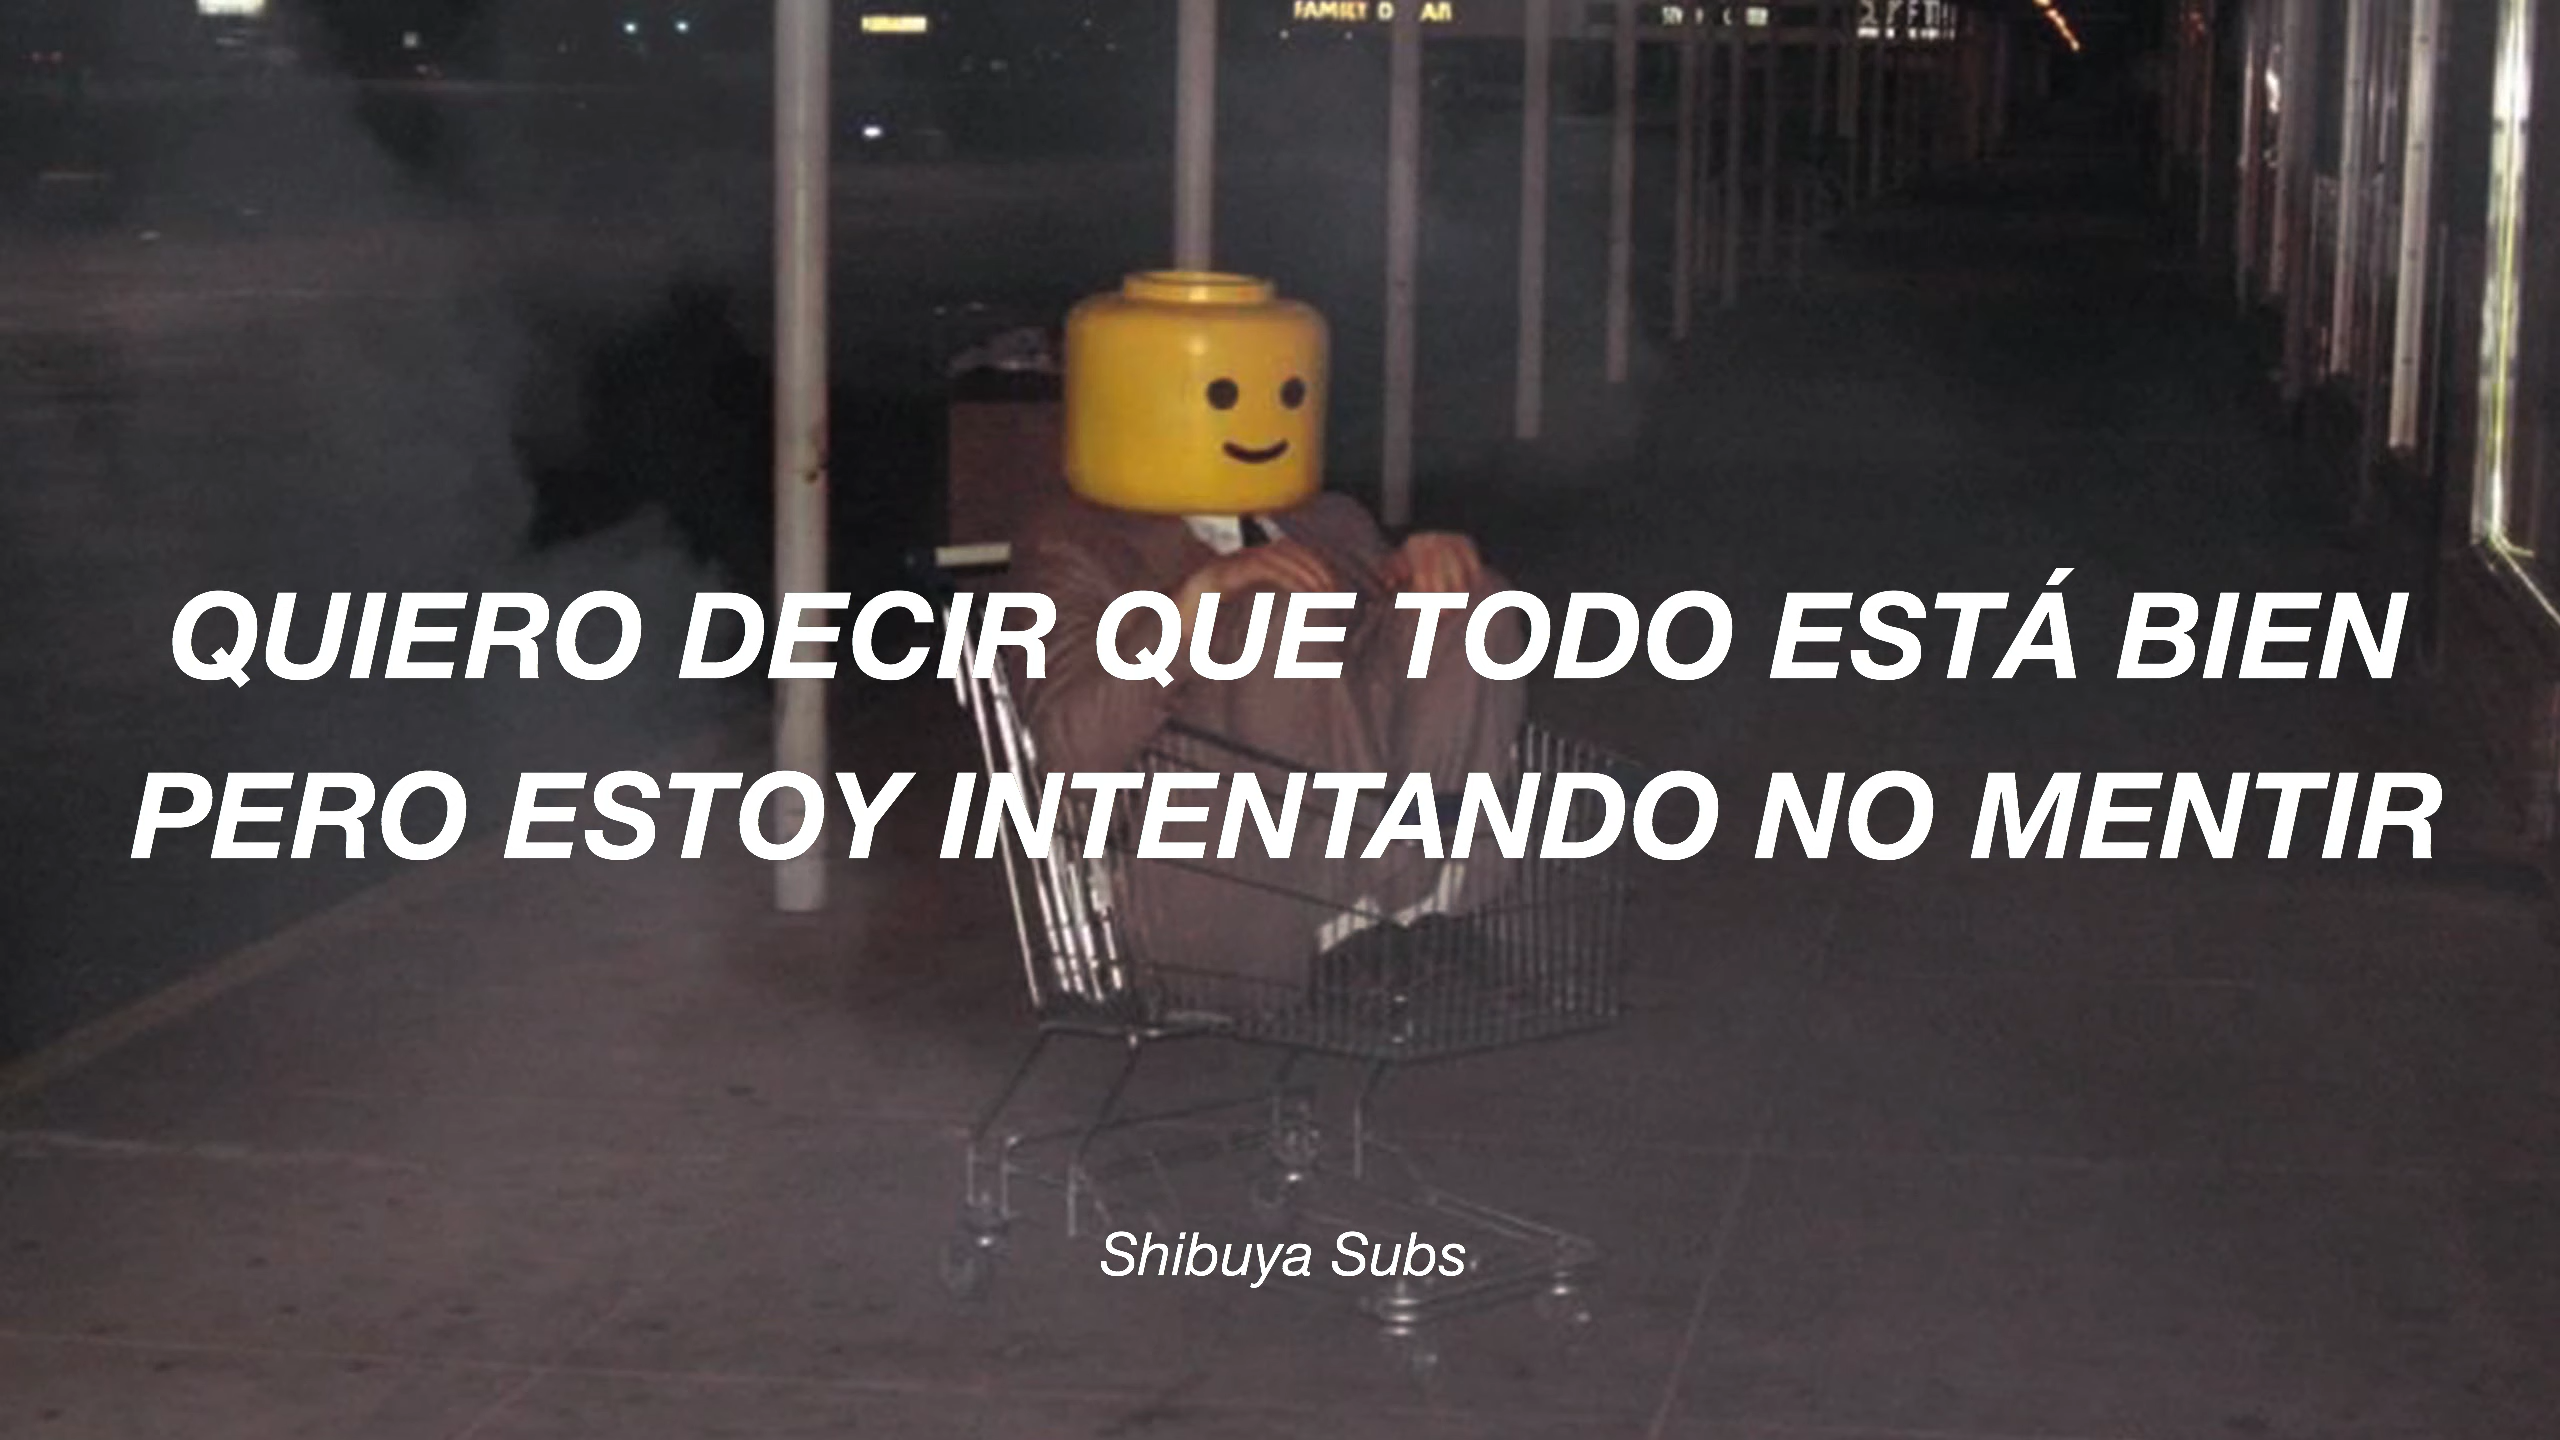 QUIERO DECIR QUE TODO ESTÁ BIEN
PERO ESTOY INTENTANDO NO MENTIR
Shibuya Subs